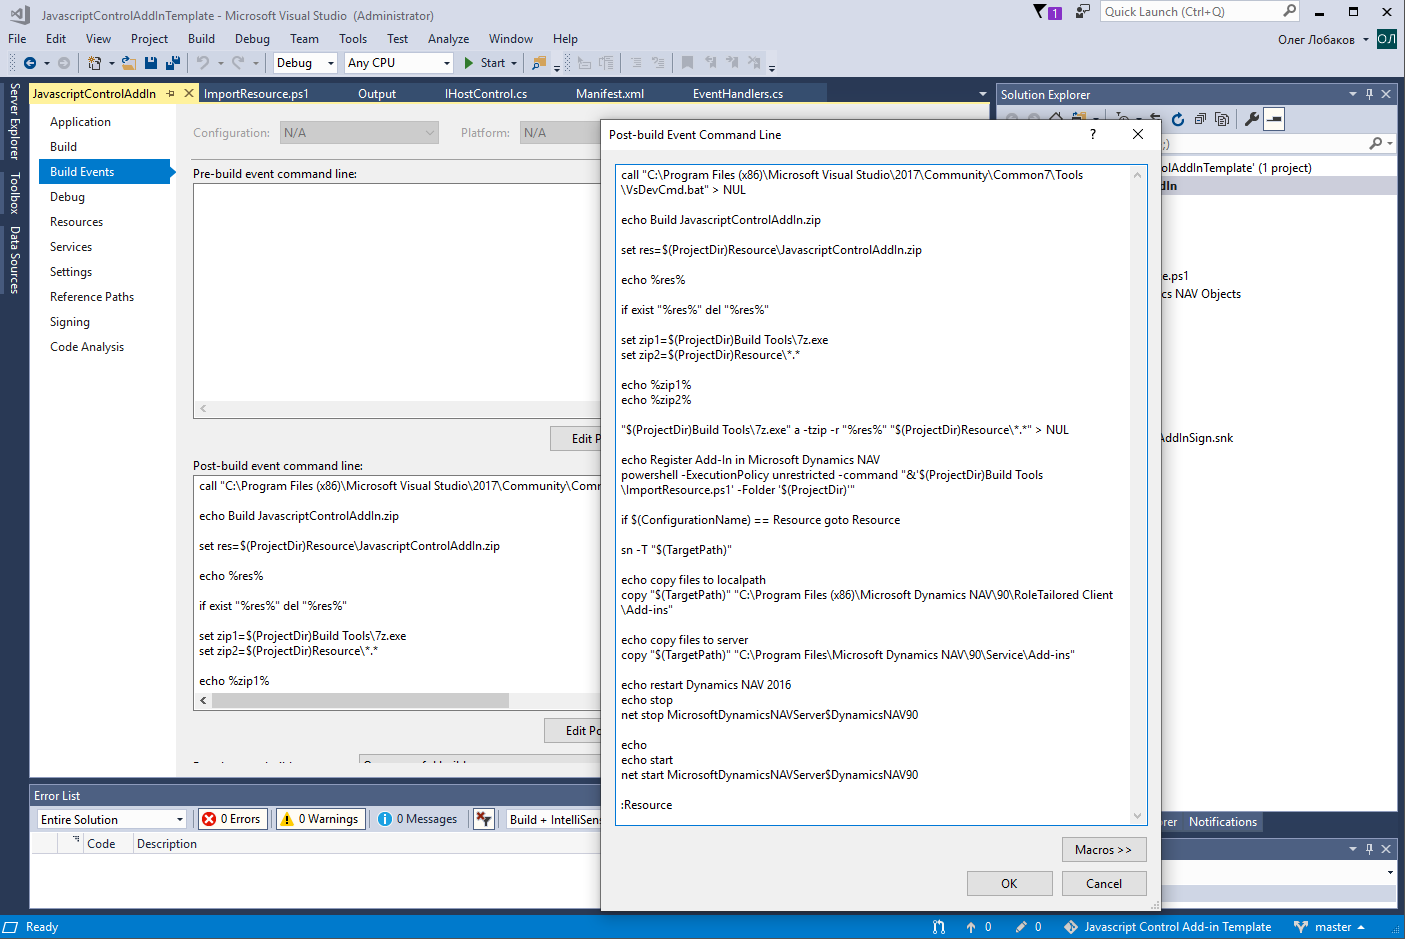 JavascriptControlAddInTemplate - Microsoft Visual Studio (Administrator)
1
Quick Launch (Ctrl+Q)
File Edit View Project Build Debug Team Tools Test Analyze Window Help
Олег Лобаков ОЛ
Debug Any CPU Start
Server Explorer
Toolbox
Data Sources
JavascriptControlAddIn ImportResource.ps1 Output IHostControl.cs Manifest.xml EventHandlers.cs
Application
Build
Build Events
Debug
Resources
Services
Settings
Reference Paths
Signing
Code Analysis
Configuration: N/A Platform: N/A
Pre-build event command line:
Edit P
Post-build event command line:
call "C:\Program Files (x86)\Microsoft Visual Studio\2017\Community\Com
echo Build JavascriptControlAddIn.zip
set res=$(ProjectDir)Resource\JavascriptControlAddIn.zip
echo %res%
if exist "%res%" del "%res%"
set zip1=$(ProjectDir)Build Tools\7z.exe
set zip2=$(ProjectDir)Resource\*.*
echo %zip1%
Edit Po
Post-build Event Command Line
?
call "C:\Program Files (x86)\Microsoft Visual Studio\2017\Community\Common7\Tools
\VsDevCmd.bat" > NUL
echo Build JavascriptControlAddIn.zip
set res=$(ProjectDir)Resource\JavascriptControlAddIn.zip
echo %res%
if exist "%res%" del "%res%"
set zip1=$(ProjectDir)Build Tools\7z.exe
set zip2=$(ProjectDir)Resource\*.*
echo %zip1%
echo %zip2%
"$(ProjectDir)Build Tools\7z.exe" a -tzip -r "%res%" "$(ProjectDir)Resource\*.*" > NUL
echo Register Add-In in Microsoft Dynamics NAV
powershell -ExecutionPolicy unrestricted -command "&'$(ProjectDir)Build Tools
\ImportResource.ps1' -Folder '$(ProjectDir)'"
if $(ConfigurationName) == Resource goto Resource
sn -T "$(TargetPath)"
echo copy files to localpath
copy "$(TargetPath)" "C:\Program Files (x86)\Microsoft Dynamics NAV\90\RoleTailored Client
\Add-ins"
echo copy files to server
copy "$(TargetPath)" "C:\Program Files\Microsoft Dynamics NAV\90\Service\Add-ins"
echo restart Dynamics NAV 2016
echo stop
net stop MicrosoftDynamicsNAVServer$DynamicsNAV90
echo
echo start
net start MicrosoftDynamicsNAVServer$DynamicsNAV90
:Resource
Macros >>
OK Cancel
Solution Explorer
;)
olAddInTemplate' (1 project)
dIn
e.ps1
cs NAV Objects
AddInSign.snk
rer Notifications
Error List
Entire Solution 0 Errors 0 Warnings 0 Messages Build + IntelliSens
Code Description
Ready 0 0 Javascript Control Add-in Template master